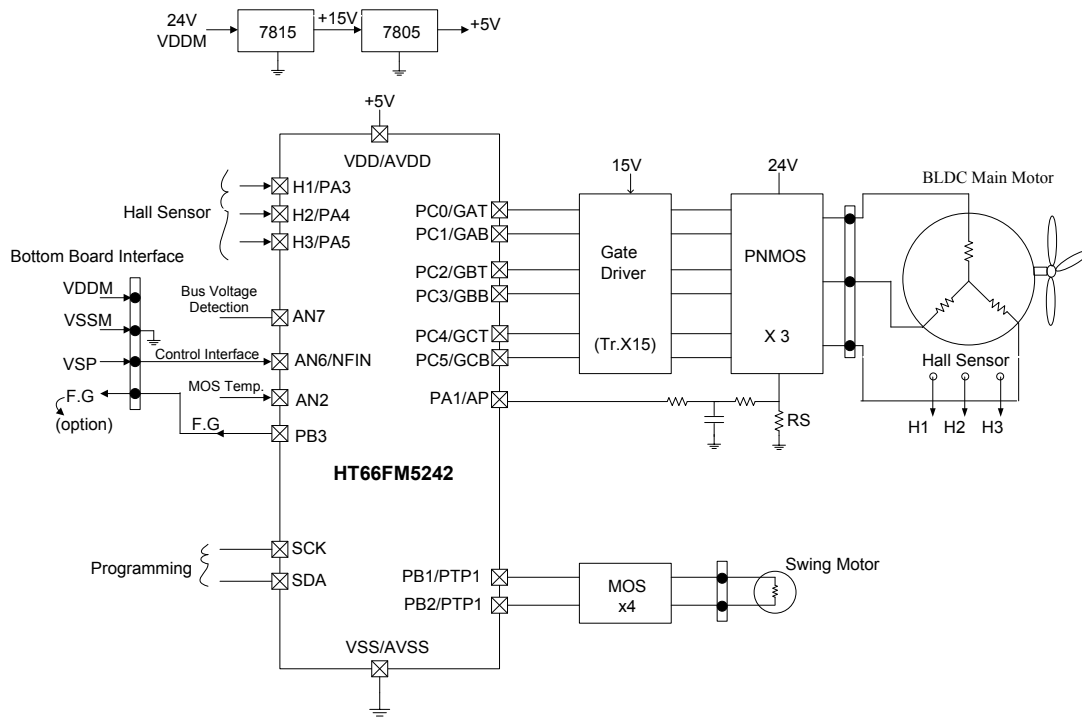 24V
VDDM
7815
+15V
7805
+5V
+5V
VDD/AVDD
Hall Sensor
H1/PA3
H2/PA4
H3/PA5
Bottom Board Interface
VDDM
VSSM
VSP
F.G
(option)
Bus Voltage
Detection
AN7
Control Interface
AN6/NFIN
MOS Temp.
AN2
F.G
PB3
HT66FM5242
Programming
SCK
SDA
VSS/AVSS
PC0/GAT
PC1/GAB
PC2/GBT
PC3/GBB
PC4/GCT
PC5/GCB
PA1/AP
PB1/PTP1
PB2/PTP1
15V
Gate
Driver
(Tr.X15)
24V
PNMOS
X 3
RS
BLDC Main Motor
Hall Sensor
H1
H2
H3
MOS
x4
Swing Motor